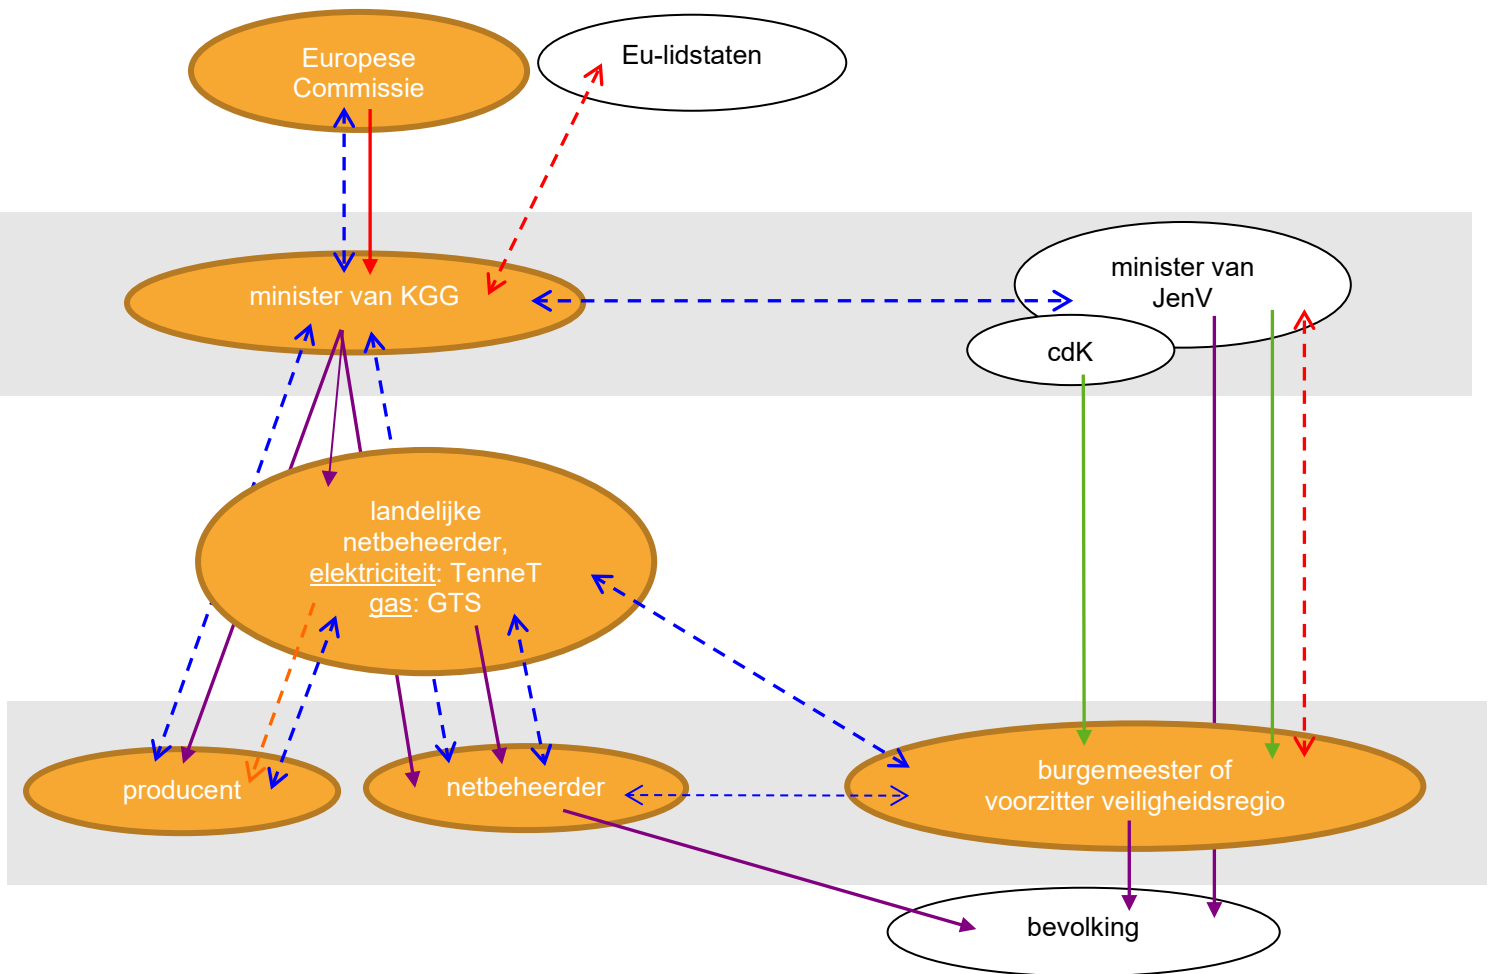 Europese
Commissie
Eu-lidstaten
minister van KGG
minister van
JenV
cdK
landelijke
netbeheerder,
elektriciteit: TenneT
gas: GTS
producent
netbeheerder
burgemeester of
voorzitter veiligheidsregio
bevolking